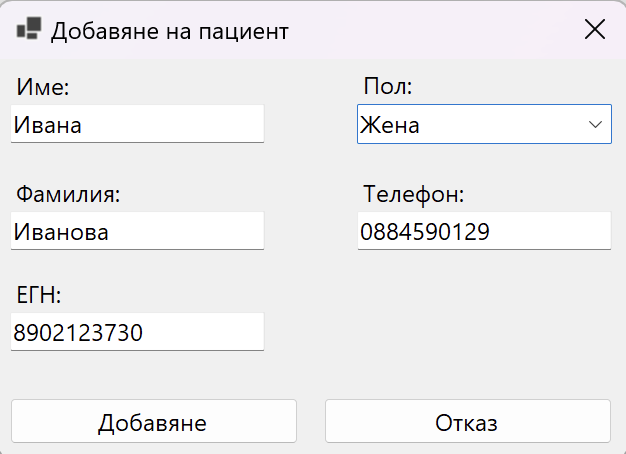 Добавяне на пациент
Име:
Ивана
Пол:
Жена
Фамилия:
Иванова
Телефон:
0884590129
ЕГН:
8902123730
Добавяне
Отказ